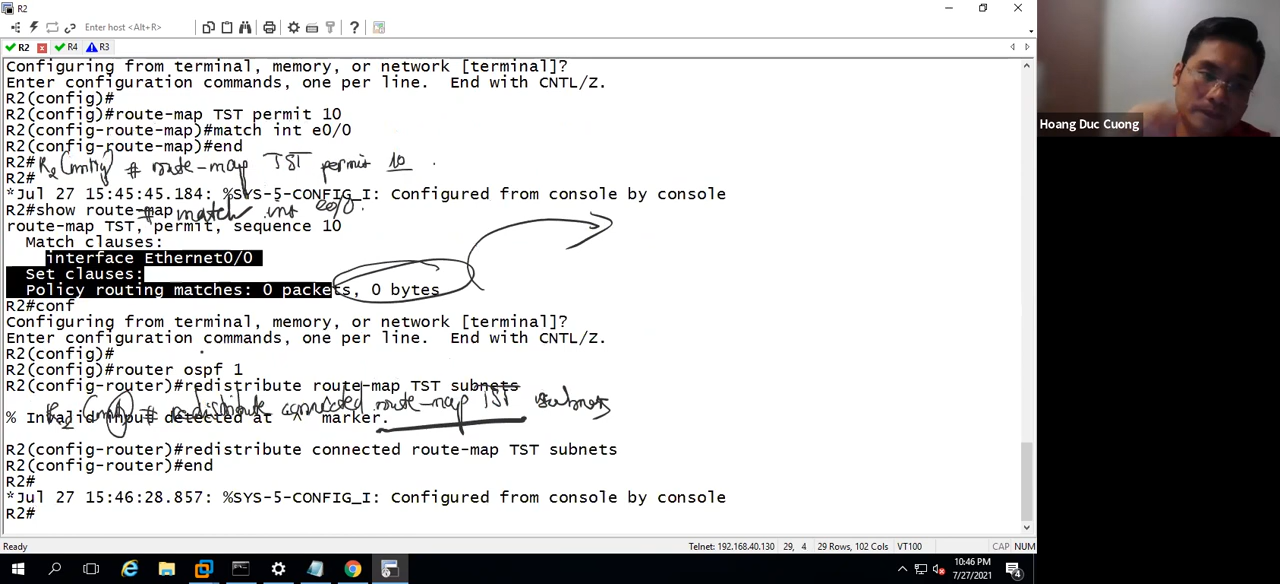 R2
Enter host <Alt+R>
R2 R4 R3
Configuring from terminal, memory, or network [terminal]?
Enter configuration commands, one per line. End with CNTL/Z.
R2(config)#
R2(config)#route-map TST permit 10
R2(config-route-map)#match int e0/0
R2(config-route-map)#end
R2#
R2(config) # route-map TST permit 10
R2#
*Jul 27 15:45:45.184: %SYS-5-CONFIG_I: Configured from console by console
R2#show route-map
# match int e0/0
route-map TST, permit, sequence 10
Match clauses:
interface Ethernet0/0
Set clauses:
Policy routing matches: 0 packets, 0 bytes
R2#conf
Configuring from terminal, memory, or network [terminal]?
Enter configuration commands, one per line. End with CNTL/Z.
R2(config)#
R2(config)#router ospf 1
R2(config-router)#redistribute route-map TST subnets
# redistribute connected route-map TST subnets
^
% Invalid input detected at marker.
R2(config-router)#redistribute connected route-map TST subnets
R2(config-router)#end
R2#
*Jul 27 15:46:28.857: %SYS-5-CONFIG_I: Configured from console by console
R2#
Hoang Duc Cuong
Ready Telnet: 192.168.40.130 29, 4 29 Rows, 102 Cols VT100 CAP NUM
10:46 PM
7/27/2021
4